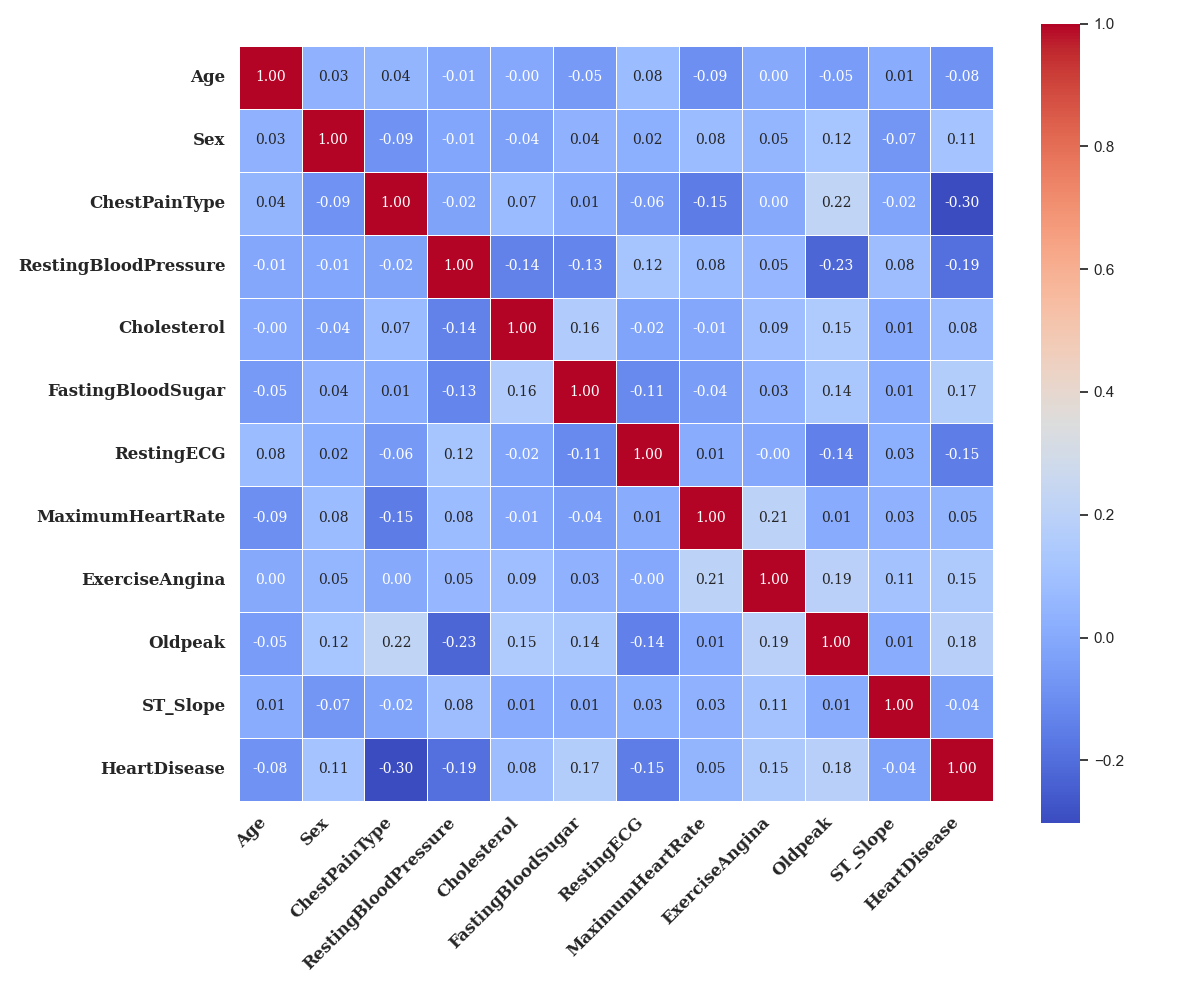 Age 1.00 0.03 0.04 -0.01 -0.00 -0.05 0.08 -0.09 0.00 -0.05 0.01 -0.08
Sex 0.03 1.00 -0.09 -0.01 -0.04 0.04 0.02 0.08 0.05 0.12 -0.07 0.11
ChestPainType 0.04 -0.09 1.00 -0.02 0.07 0.01 -0.06 -0.15 0.00 0.22 -0.02 -0.30
RestingBloodPressure -0.01 -0.01 -0.02 1.00 -0.14 -0.13 0.12 0.08 0.05 -0.23 0.08 -0.19
Cholesterol -0.00 -0.04 0.07 -0.14 1.00 0.16 -0.02 -0.01 0.09 0.15 0.01 0.08
FastingBloodSugar -0.05 0.04 0.01 -0.13 0.16 1.00 -0.11 -0.04 0.03 0.14 0.01 0.17
RestingECG 0.08 0.02 -0.06 0.12 -0.02 -0.11 1.00 0.01 -0.00 -0.14 0.03 -0.15
MaximumHeartRate -0.09 0.08 -0.15 0.08 -0.01 -0.04 0.01 1.00 0.21 0.01 0.03 0.05
ExerciseAngina 0.00 0.05 0.00 0.05 0.09 0.03 -0.00 0.21 1.00 0.19 0.11 0.15
Oldpeak -0.05 0.12 0.22 -0.23 0.15 0.14 -0.14 0.01 0.19 1.00 0.01 0.18
ST_Slope 0.01 -0.07 -0.02 0.08 0.01 0.01 0.03 0.03 0.11 0.01 1.00 -0.04
HeartDisease -0.08 0.11 -0.30 -0.19 0.08 0.17 -0.15 0.05 0.15 0.18 -0.04 1.00
Age
Sex
ChestPainType
RestingBloodPressure
Cholesterol
FastingBloodSugar
RestingECG
MaximumHeartRate
ExerciseAngina
Oldpeak
ST_Slope
HeartDisease
1.0
0.8
0.6
0.4
0.2
0.0
−0.2